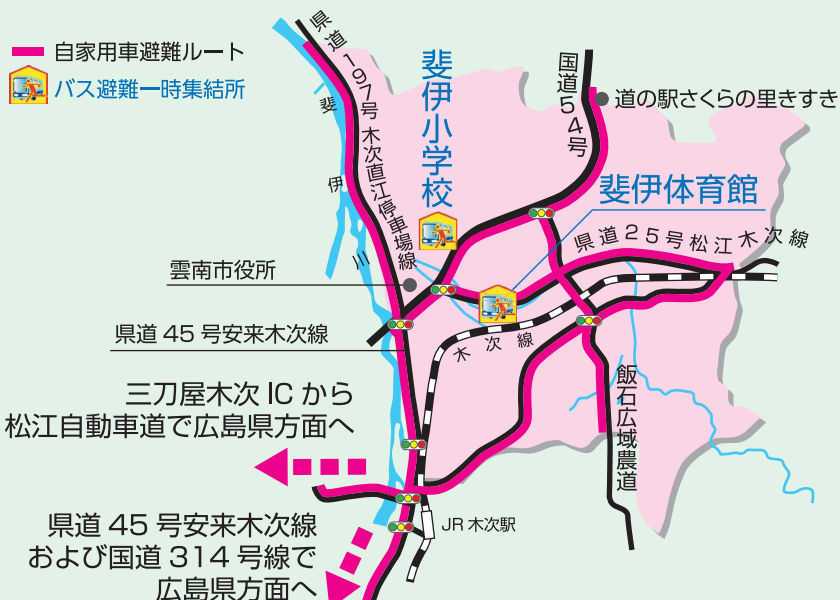 自家用車避難ルート
バス避難一時集結所
県道197号木次直江停車場線
斐伊川
斐伊小学校
国道54号
道の駅さくらの里きすき
斐伊体育館
県道25号松江木次線
雲南市役所
県道45号安来木次線
木次線
三刀屋木次ICから
松江自動車道で広島県方面へ
飯石広域農道
県道45号安来木次線
および国道314号線で
広島県方面へ
JR木次駅